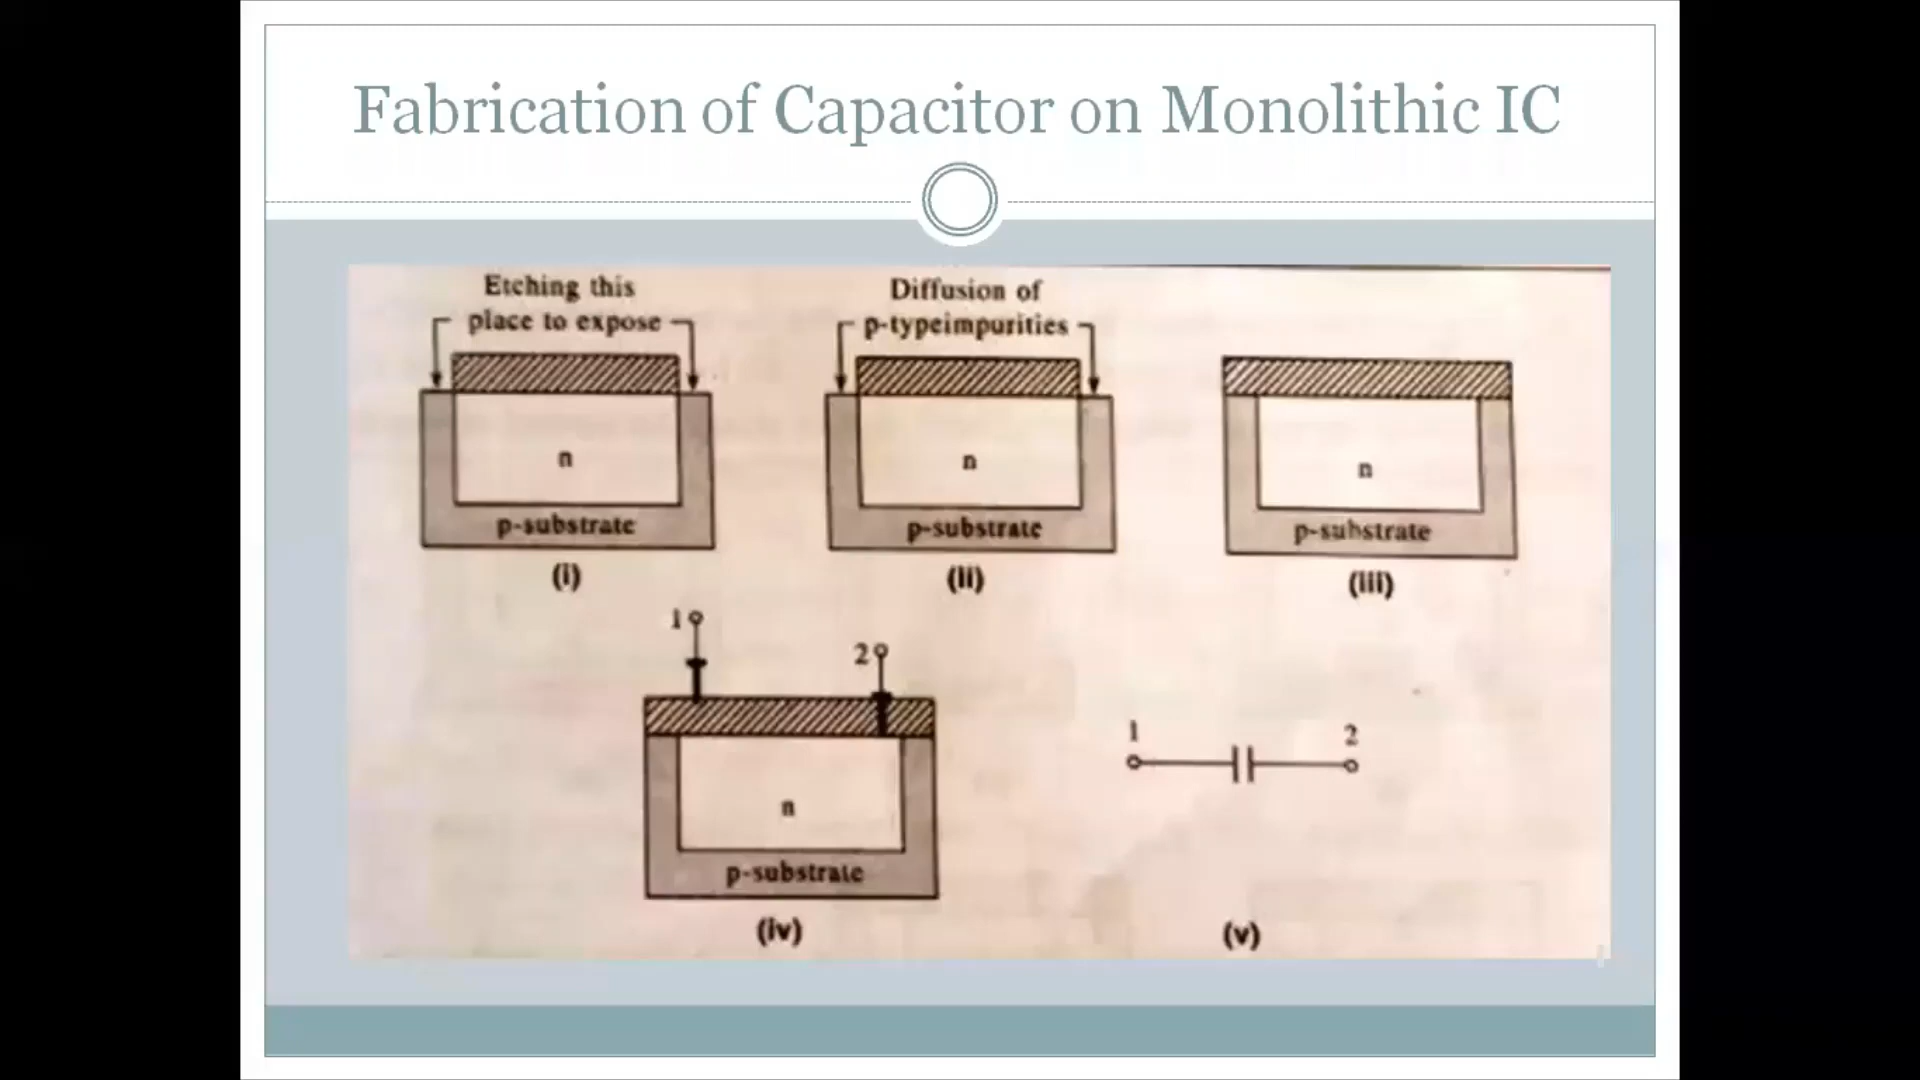 Fabrication of Capacitor on Monolithic IC
Etching this
place to expose
Diffusion of
p-typeimpurities
n
n
n
p-substrate
p-substrate
p-substrate
(i)
(ii)
(iii)
1
2
n
p-substrate
1
2
(iv)
(v)